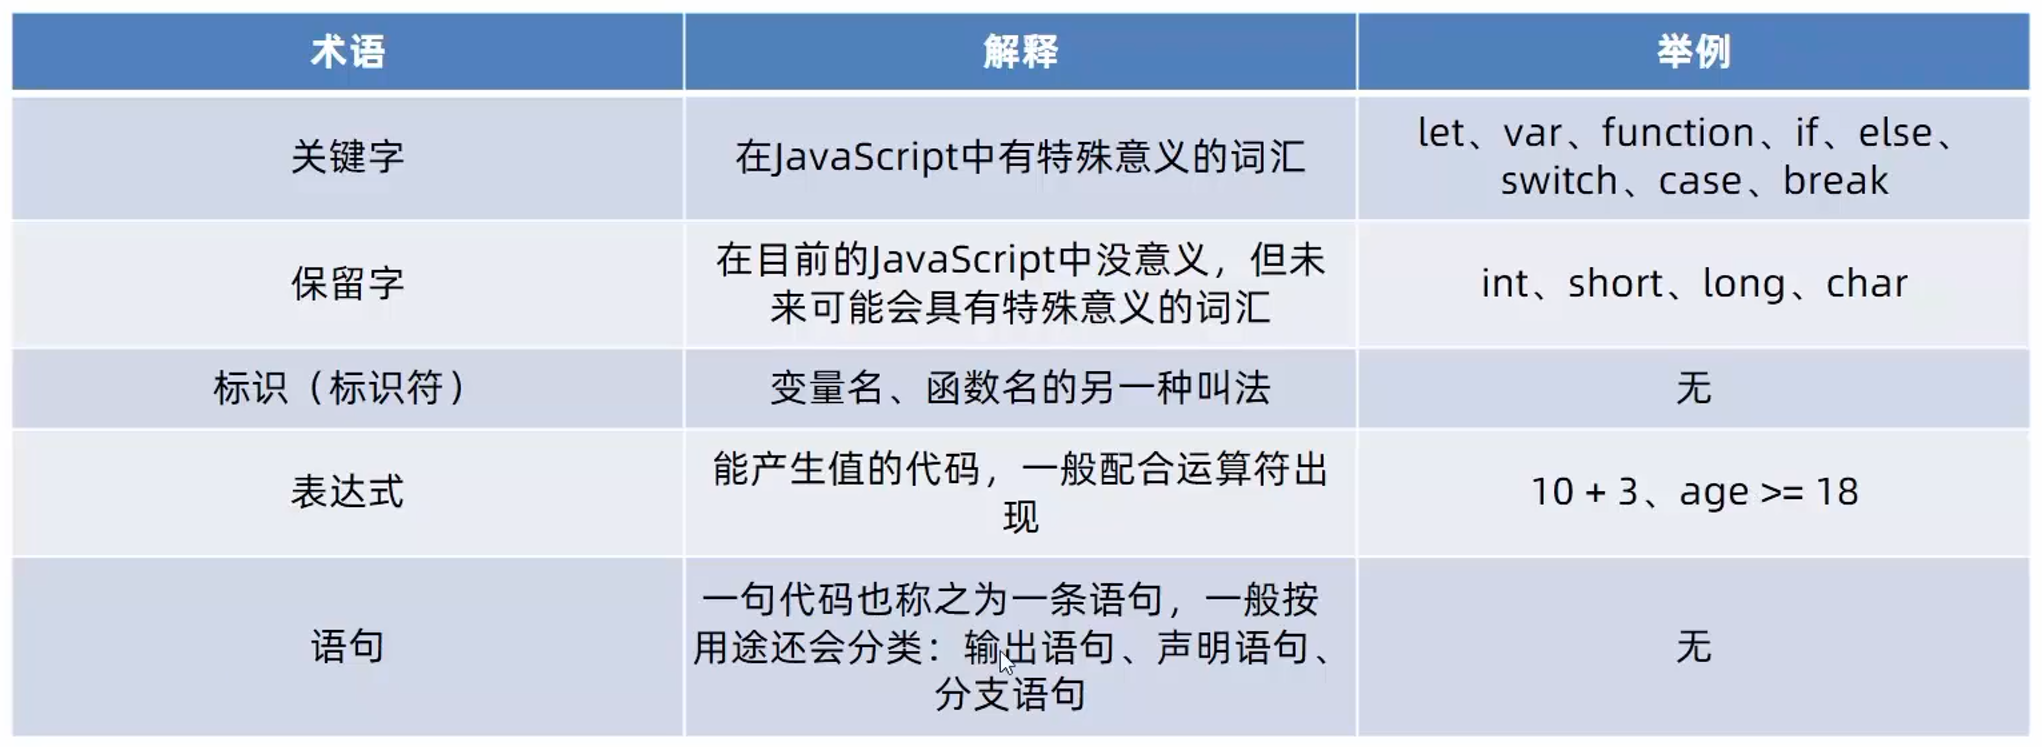 术语 解释 举例
关键字 在JavaScript中有特殊意义的词汇 let、var、function、if、else、
switch、case、break
保留字 在目前的JavaScript中没意义，但未
来可能会具有特殊意义的词汇 int、short、long、char
标识（标识符） 变量名、函数名的另一种叫法 无
表达式 能产生值的代码，一般配合运算符出
现 10 + 3、age >= 18
语句 一句代码也称之为一条语句，一般按
用途还会分类：输出语句、声明语句、
分支语句 无